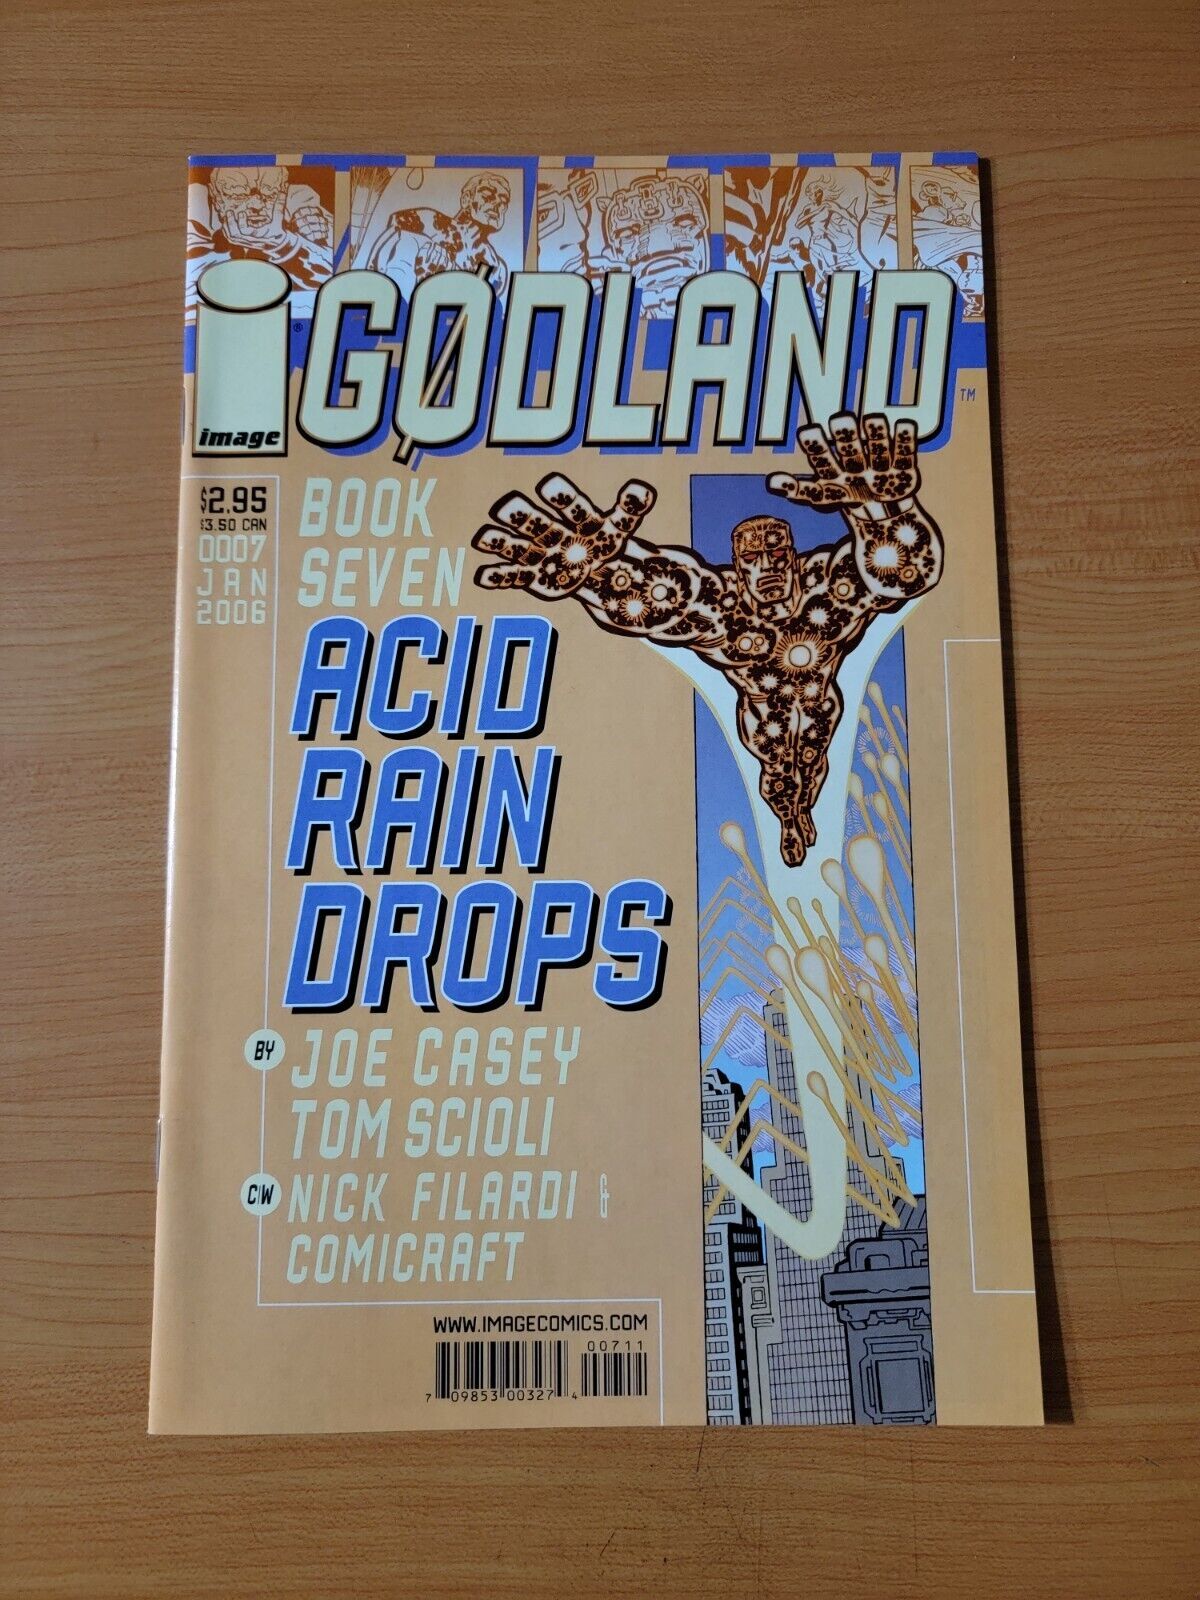 GØDLAND
TM
®
image
$2.95
$3.50 CAN
0007
JAN
2006
BOOK
SEVEN
ACID
RAIN
DROPS
BY
JOE CASEY
TOM SCIOLI
C/W
NICK FILARDI &
COMICRAFT
WWW.IMAGECOMICS.COM
00711
7 09853 00327 4